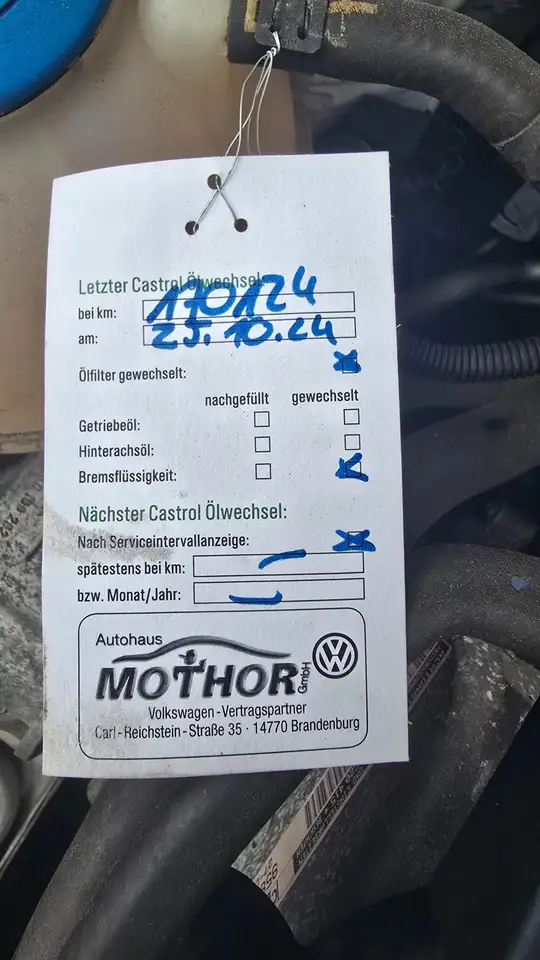 Letzter Castrol Ölwechsel:
bei km: 170124
am: 25.10.24
Ölfilter gewechselt:
nachgefüllt gewechselt
Getriebeöl:
Hinterachsöl:
Bremsflüssigkeit:
Nächster Castrol Ölwechsel:
Nach Serviceintervallanzeige:
spätestens bei km:
bzw. Monat/Jahr:
Autohaus
MOTHOR GmbH
Volkswagen-Vertragspartner
Carl-Reichstein-Straße 35 · 14770 Brandenburg